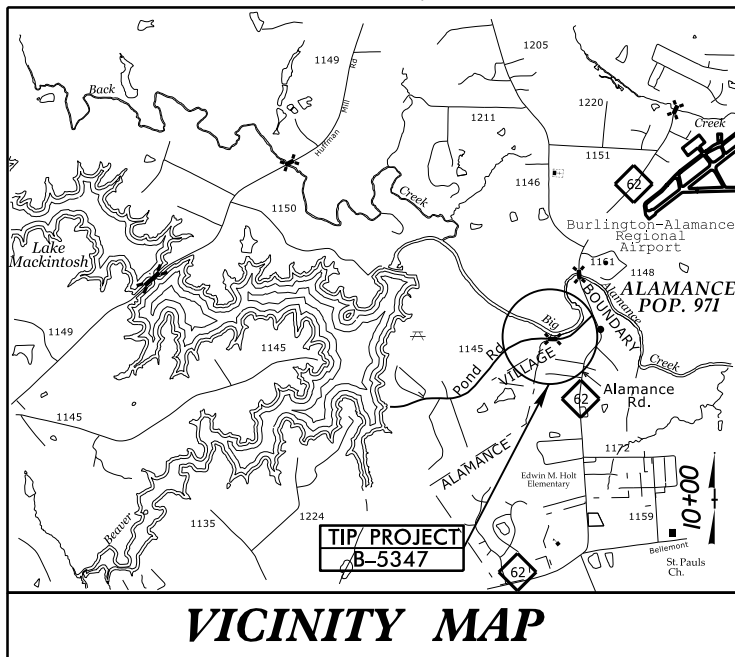 1205
1149
Huffman Mill Rd
Back
1220
1211
Creek
1151
1146
62
1150
Creek
Burlington-Alamance
Regional
Airport
Lake
Mackintosh
1161
1148
ALAMANCE
POP. 971
Alamance
BOUNDARY
Big
1149
1145
1145
Pond Rd
VILLAGE
Creek
Alamance
Rd.
62
1145
ALAMANCE
1172
Edwin M. Holt
Elementary
10+00
Beaver
1135
1224
1159
TIP PROJECT
B-5347
Bellemont
St. Pauls
Ch.
62
VICINITY MAP